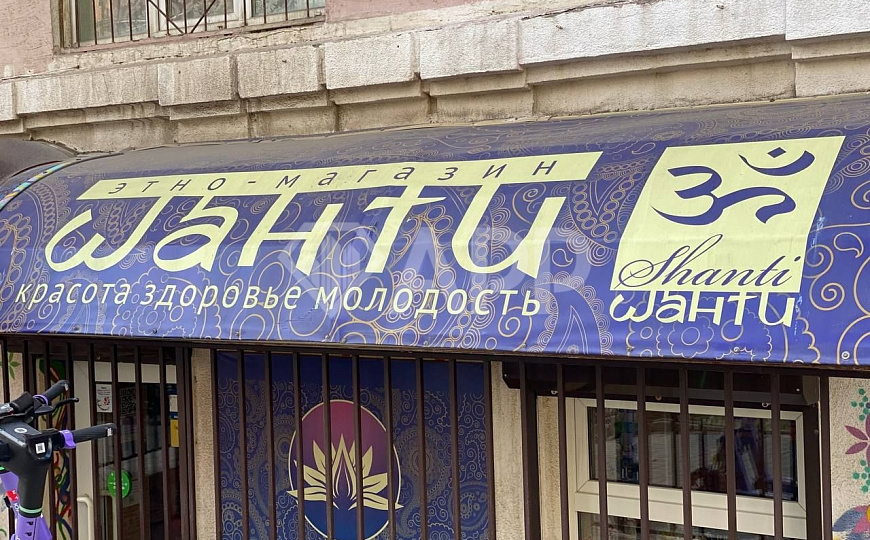 этно-магазин
шанти
красота здоровье молодость
ॐ
Shanti
шанти